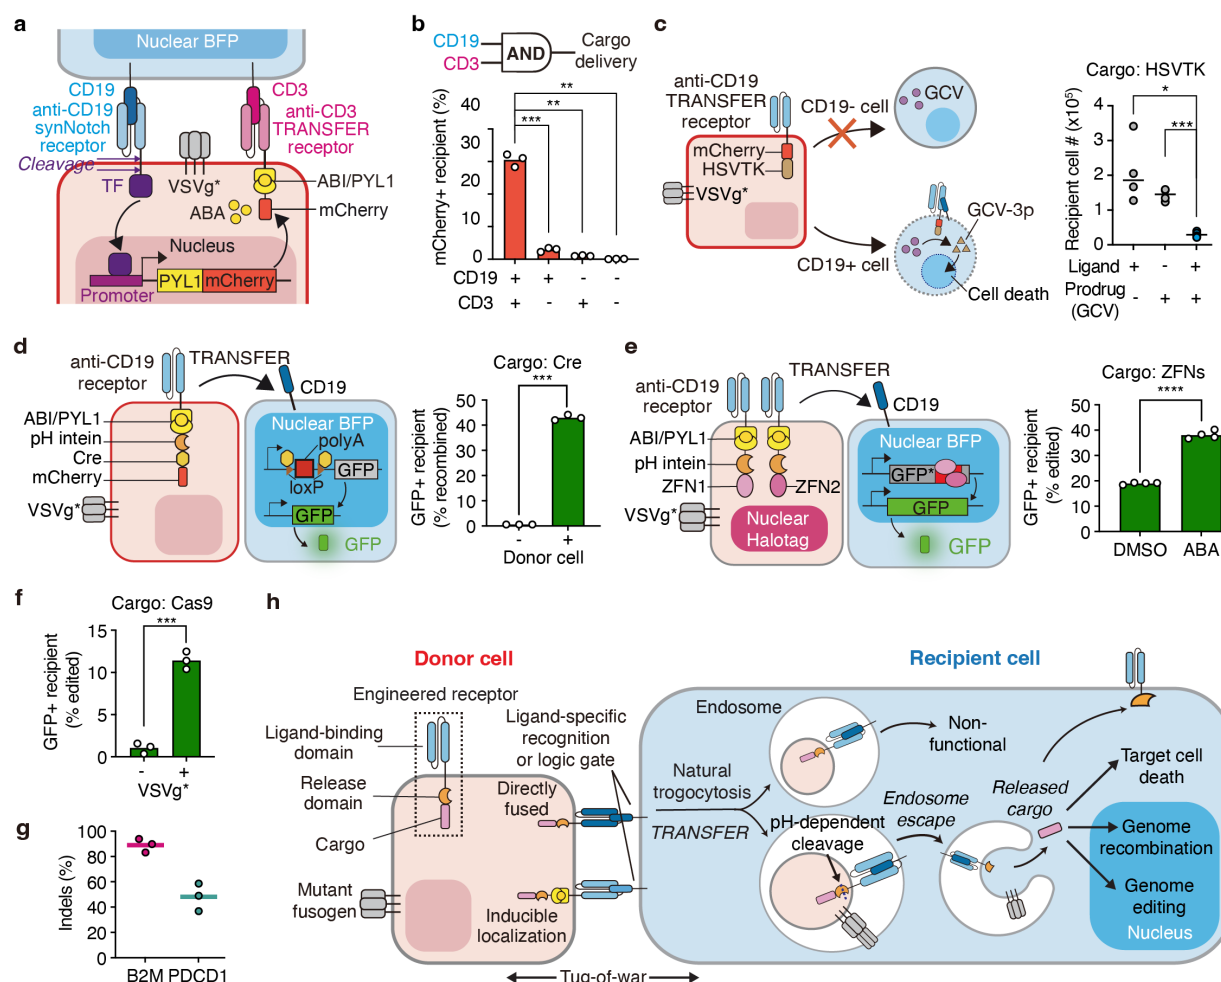 a
Nuclear BFP
CD19
anti-CD19
synNotch
receptor
Cleavage
TF
VSVg*
CD3
anti-CD3
TRANSFER
receptor
ABI/PYL1
ABA
mCherry
Nucleus
PYL1 mCherry
Promoter
b
CD19
CD3
AND
Cargo
delivery
mCherry+ recipient (%)
40
30
20
10
0
**
**
***
CD19 + + - -
CD3 + - + -
c
anti-CD19
TRANSFER
receptor
mCherry
HSVTK
VSVg*
CD19- cell
GCV
GCV-3p
CD19+ cell
Cell death
Cargo: HSVTK
Recipient cell # (x10⁵)
4
3
2
1
0
*
***
Ligand + - +
Prodrug - + +
(GCV)
d
anti-CD19
receptor
TRANSFER
CD19
ABI/PYL1
pH intein
Cre
mCherry
VSVg*
Nuclear BFP
polyA
GFP
loxP
GFP
GFP
Cargo: Cre
GFP+ recipient
(% recombined)
50
40
30
20
10
0
***
- +
Donor cell
e
anti-CD19
receptor
TRANSFER
CD19
ABI/PYL1
pH intein
ZFN1
ZFN2
VSVg*
Nuclear
Halotag
Nuclear BFP
GFP*
GFP
GFP
Cargo: ZFNs
GFP+ recipient
(% edited)
50
40
30
20
10
0
****
DMSO ABA
f
Cargo: Cas9
GFP+ recipient
(% edited)
15
10
5
0
***
- +
VSVg*
g
Indels (%)
100
80
60
40
20
0
B2M PDCD1
h
Donor cell
Recipient cell
Engineered receptor
Ligand-binding
domain
Release
domain
Cargo
Mutant
fusogen
Ligand-specific
recognition
or logic gate
Directly
fused
Inducible
localization
Tug-of-war
Endosome
Natural
trogocytosis
TRANSFER
Non-
functional
pH-dependent
cleavage
Endosome
escape
Released
cargo
Target cell
death
Genome
recombination
Genome
editing
Nucleus